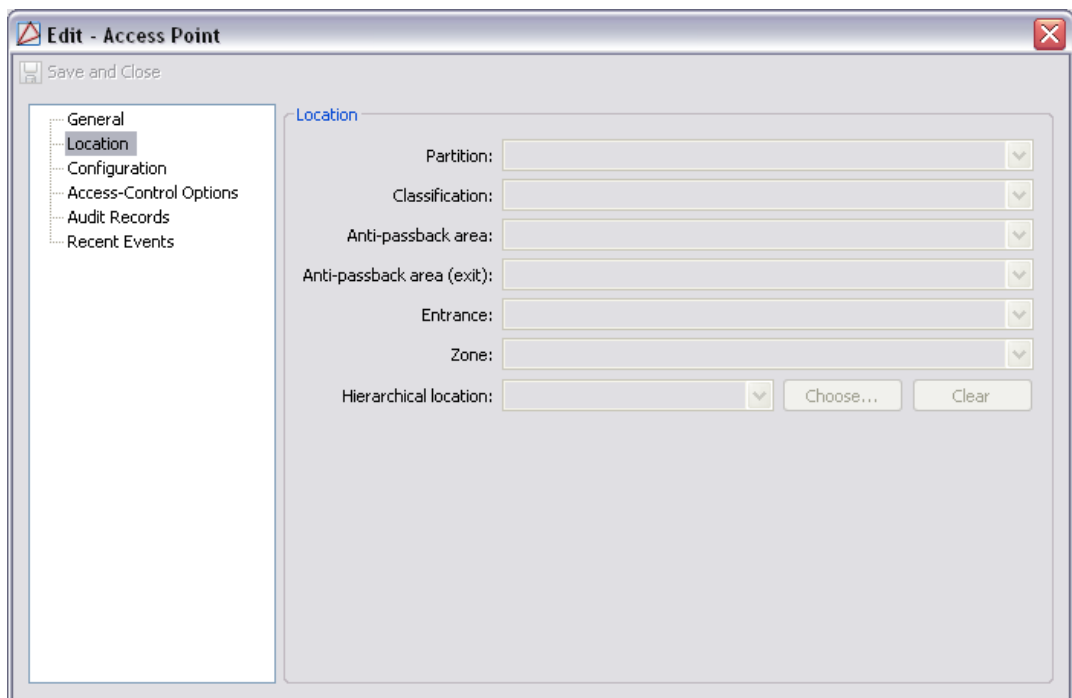 Edit - Access Point
Save and Close
General
Location
Configuration
Access-Control Options
Audit Records
Recent Events
Location
Partition:
Classification:
Anti-passback area:
Anti-passback area (exit):
Entrance:
Zone:
Hierarchical location:
Choose...
Clear